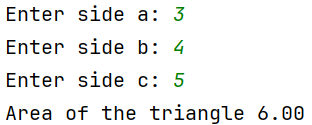 Enter side a: 3
Enter side b: 4
Enter side c: 5
Area of the triangle 6.00